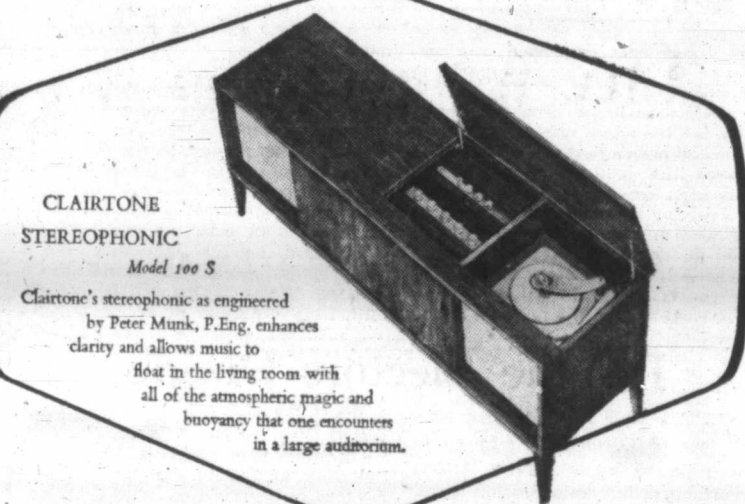 CLAIRTONE
STEREOPHONIC
Model 100 S
Clairtone's stereophonic as engineered
by Peter Munk, P.Eng. enhances
clarity and allows music to
float in the living room with
all of the atmospheric magic and
buoyancy that one encounters
in a large auditorium.